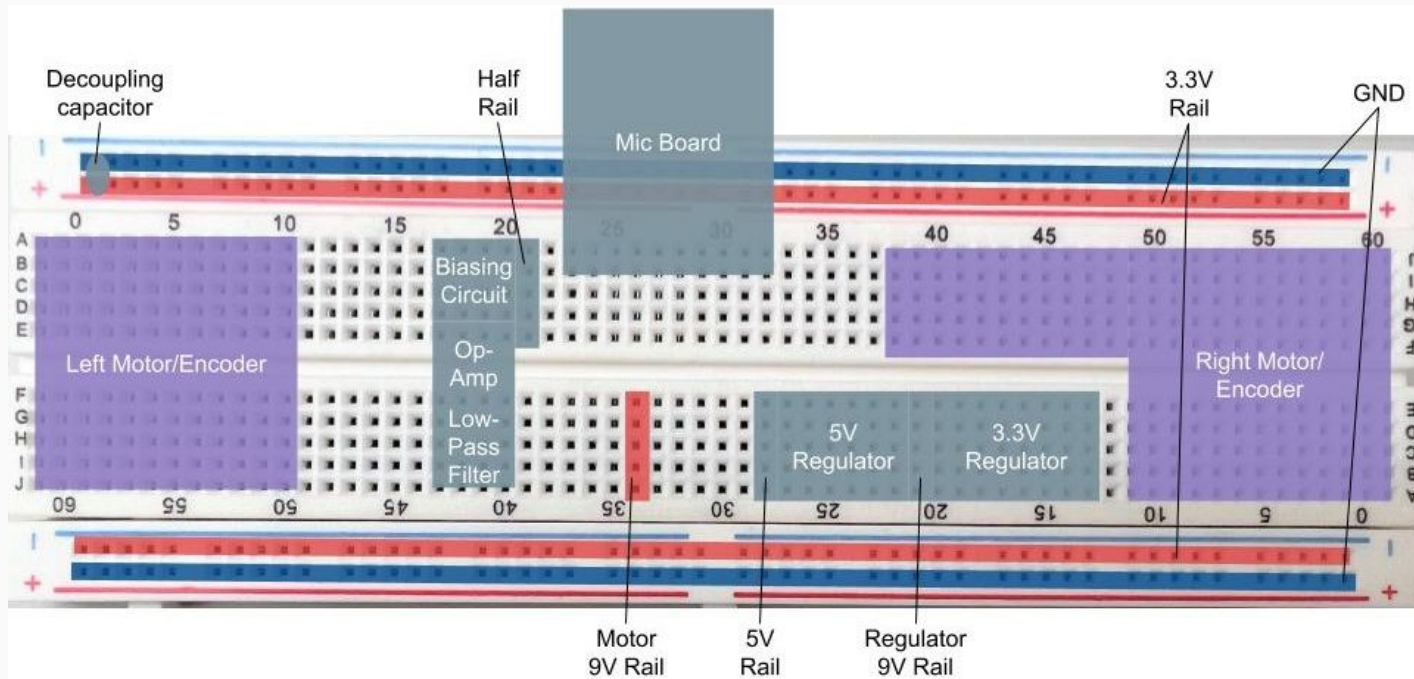 Decoupling
capacitor
Half
Rail
Mic Board
3.3V
Rail
GND
+
+
0 5 10 15 20 25 35 40 45 50 55 60
A
B
C
D
E
Biasing
Circuit
J
I
H
G
F
Left Motor/Encoder
Op-
Amp
Low-
Pass
Filter
Right Motor/
Encoder
F
G
H
I
J
5V
Regulator
3.3V
Regulator
E
D
C
B
A
60 55 50 45 40 35 30 25 20 15 10 5 0
+
+
Motor
9V Rail
5V
Rail
Regulator
9V Rail